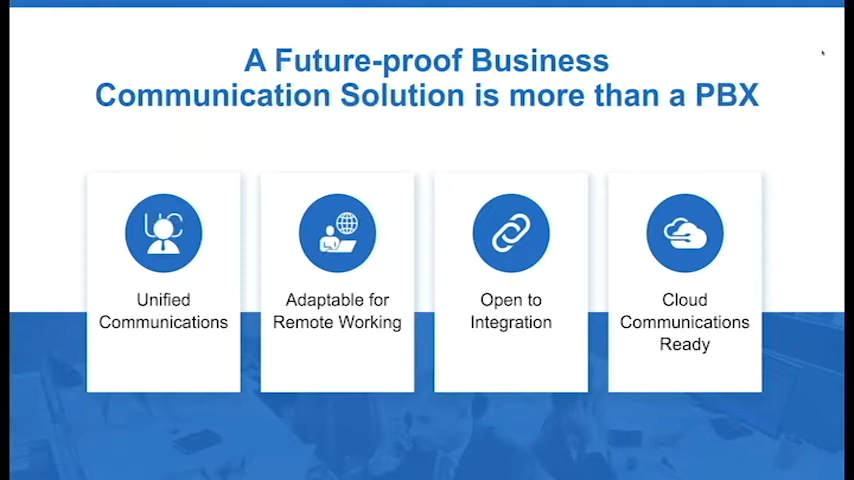 A Future-proof Business
Communication Solution is more than a PBX
UC
Unified
Communications
Adaptable for
Remote Working
Open to
Integration
Cloud
Communications
Ready